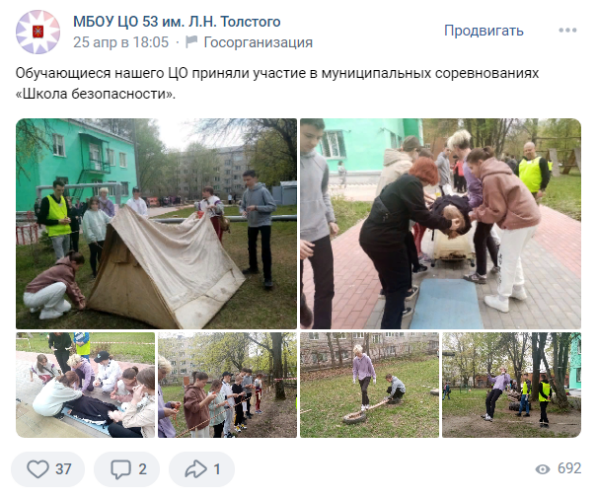 МБОУ ЦО 53 им. Л.Н. Толстого
25 апр в 18:05 · Госорганизация
Продвигать
Обучающиеся нашего ЦО приняли участие в муниципальных соревнованиях
«Школа безопасности».
37
2
1
692